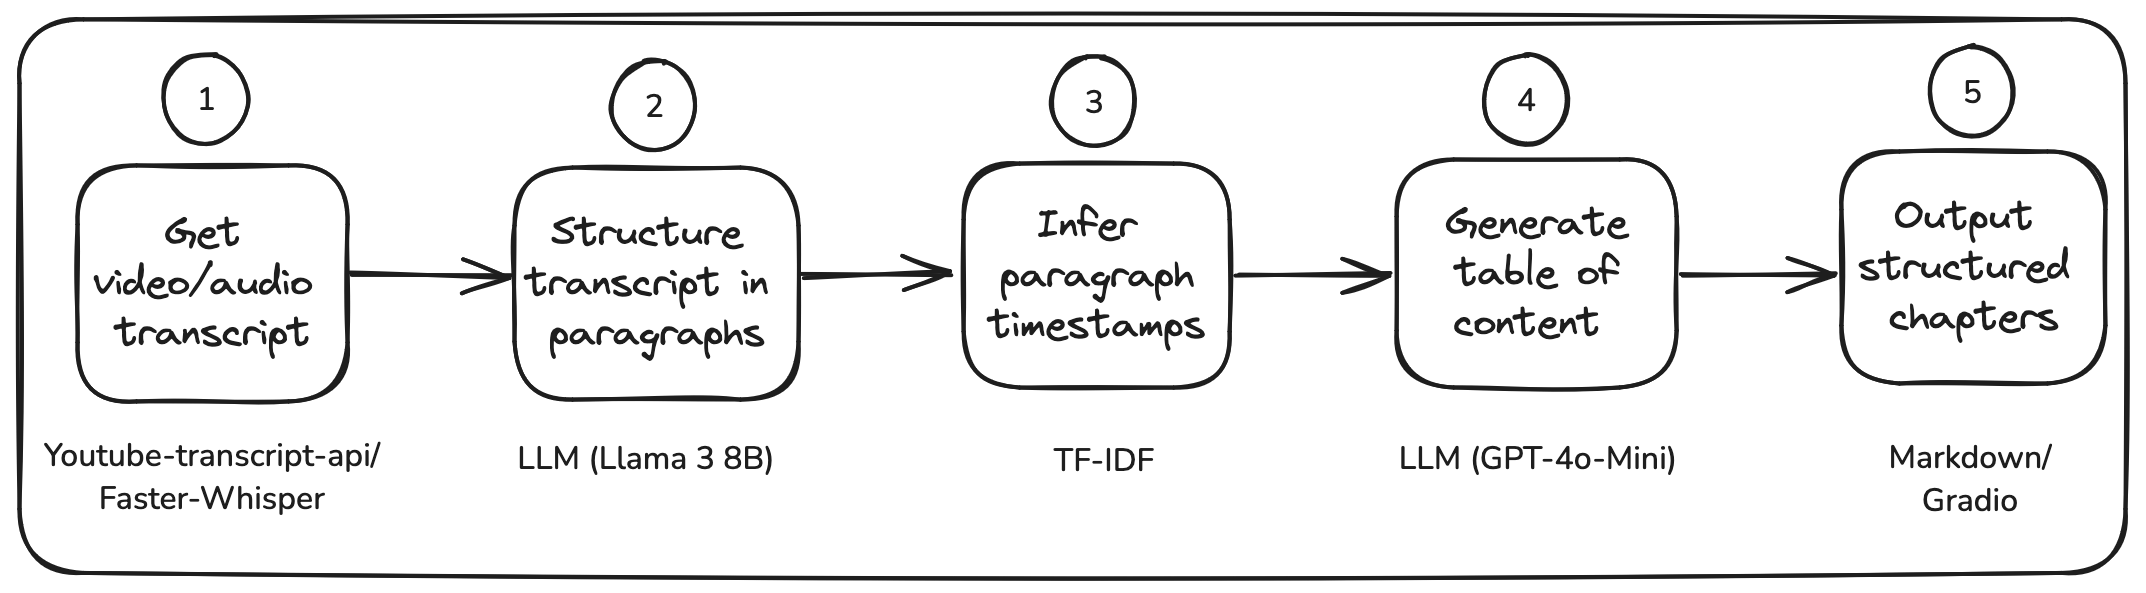 1
Get
video/audio
transcript
Youtube-transcript-api/
Faster-Whisper
2
Structure
transcript in
paragraphs
LLM (Llama 3 8B)
3
Infer
paragraph
timestamps
TF-IDF
4
Generate
table of
content
LLM (GPT-4o-Mini)
5
Output
structured
chapters
Markdown/
Gradio